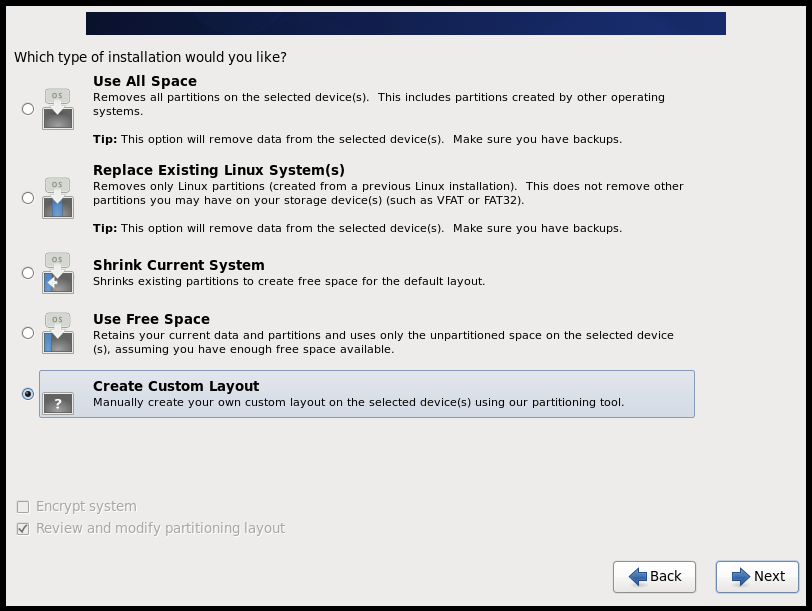 Which type of installation would you like?
Use All Space
OS
Removes all partitions on the selected device(s).  This includes partitions created by other operating
systems.
Tip: This option will remove data from the selected device(s).  Make sure you have backups.
Replace Existing Linux System(s)
OS
Removes only Linux partitions (created from a previous Linux installation).  This does not remove other
partitions you may have on your storage device(s) (such as VFAT or FAT32).
Tip: This option will remove data from the selected device(s).  Make sure you have backups.
Shrink Current System
OS
Shrinks existing partitions to create free space for the default layout.
Use Free Space
OS
Retains your current data and partitions and uses only the unpartitioned space on the selected device
(s), assuming you have enough free space available.
Create Custom Layout
?
Manually create your own custom layout on the selected device(s) using our partitioning tool.
Encrypt system
Review and modify partitioning layout
Back
Next